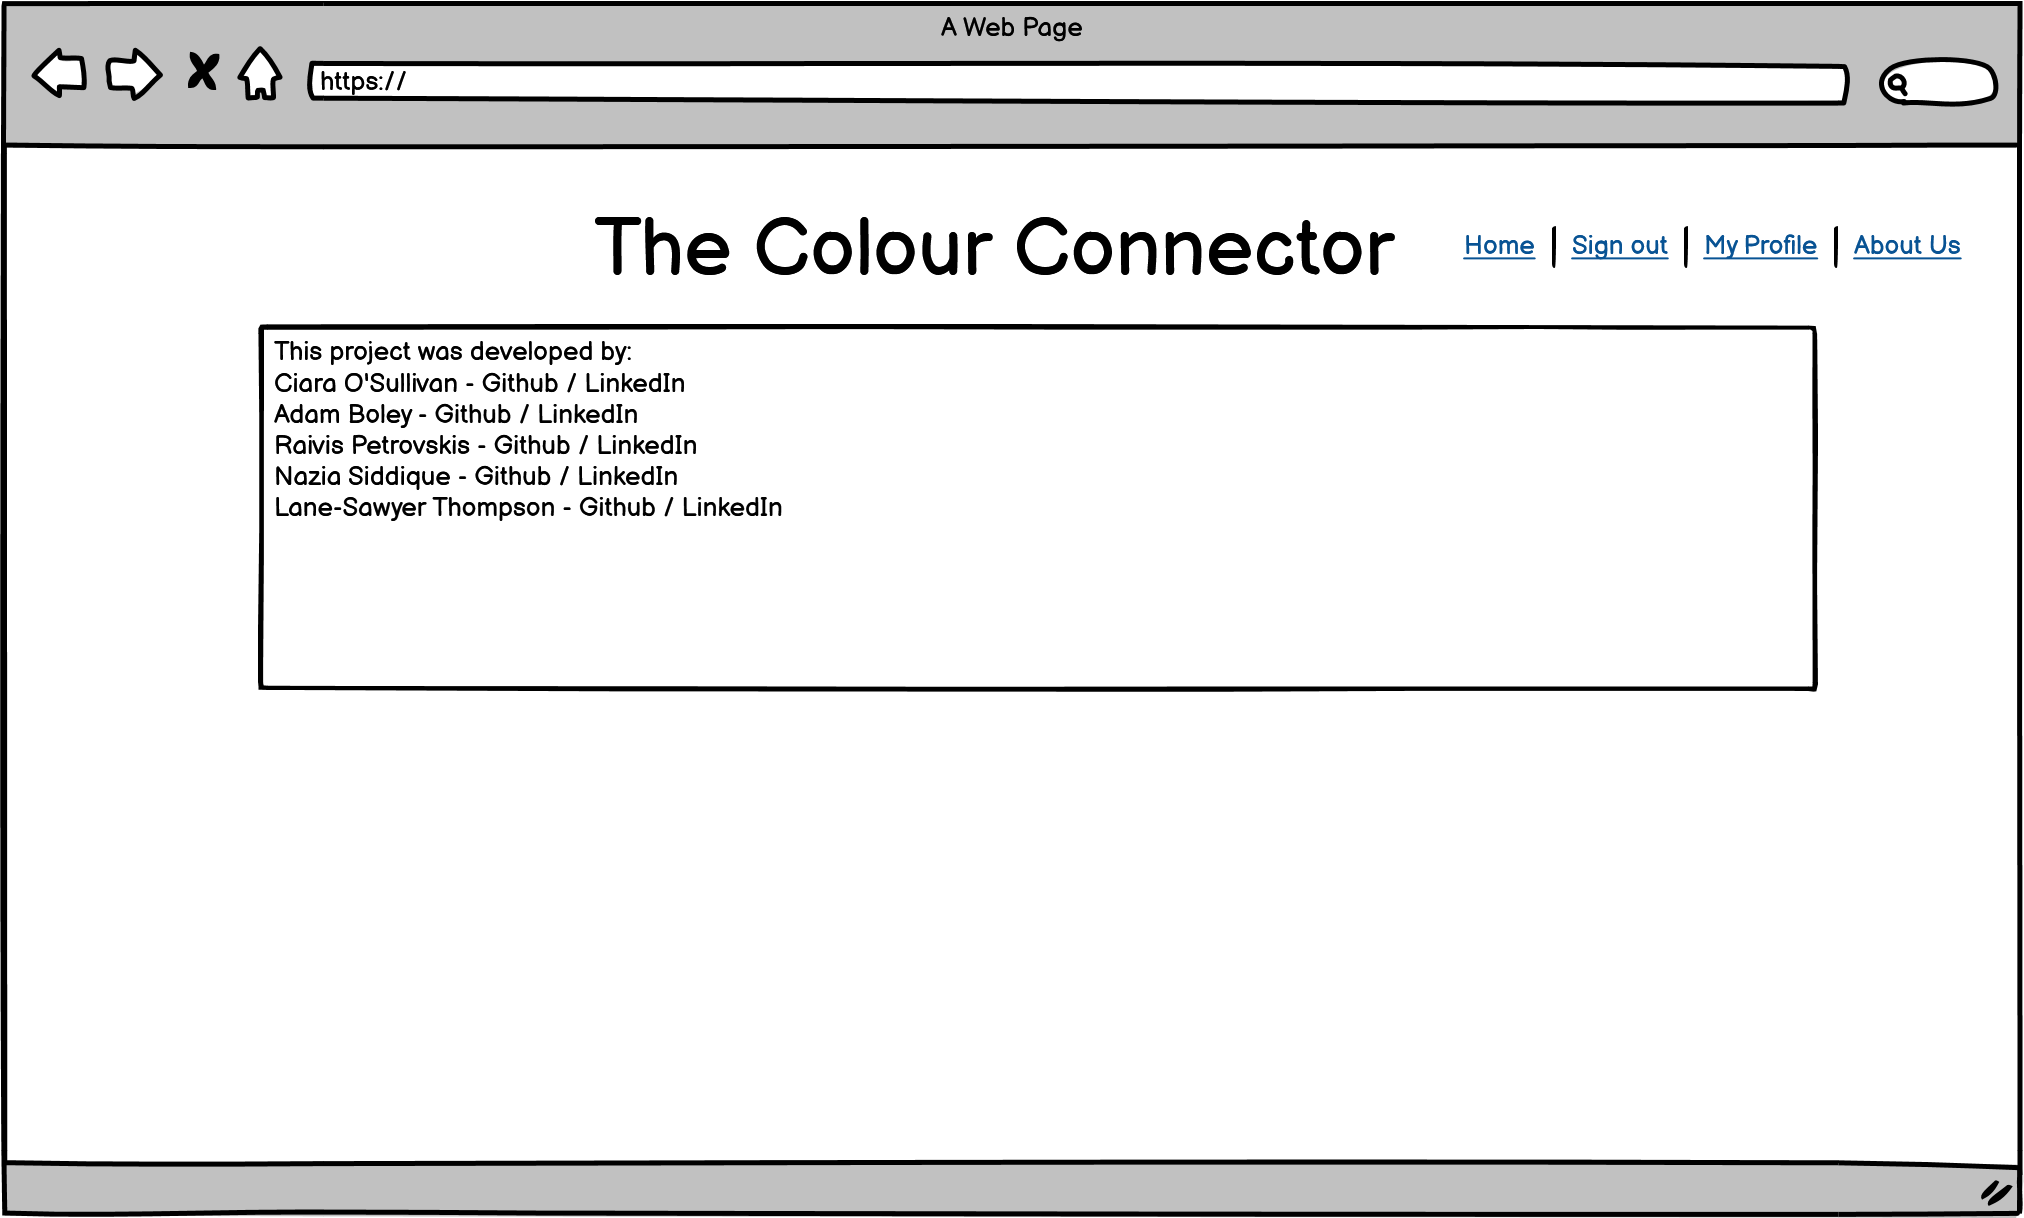 A Web Page
https://
The Colour Connector
Home | Sign out | My Profile | About Us
This project was developed by:
Ciara O'Sullivan - Github / LinkedIn
Adam Boley - Github / LinkedIn
Raivis Petrovskis - Github / LinkedIn
Nazia Siddique - Github / LinkedIn
Lane-Sawyer Thompson - Github / LinkedIn